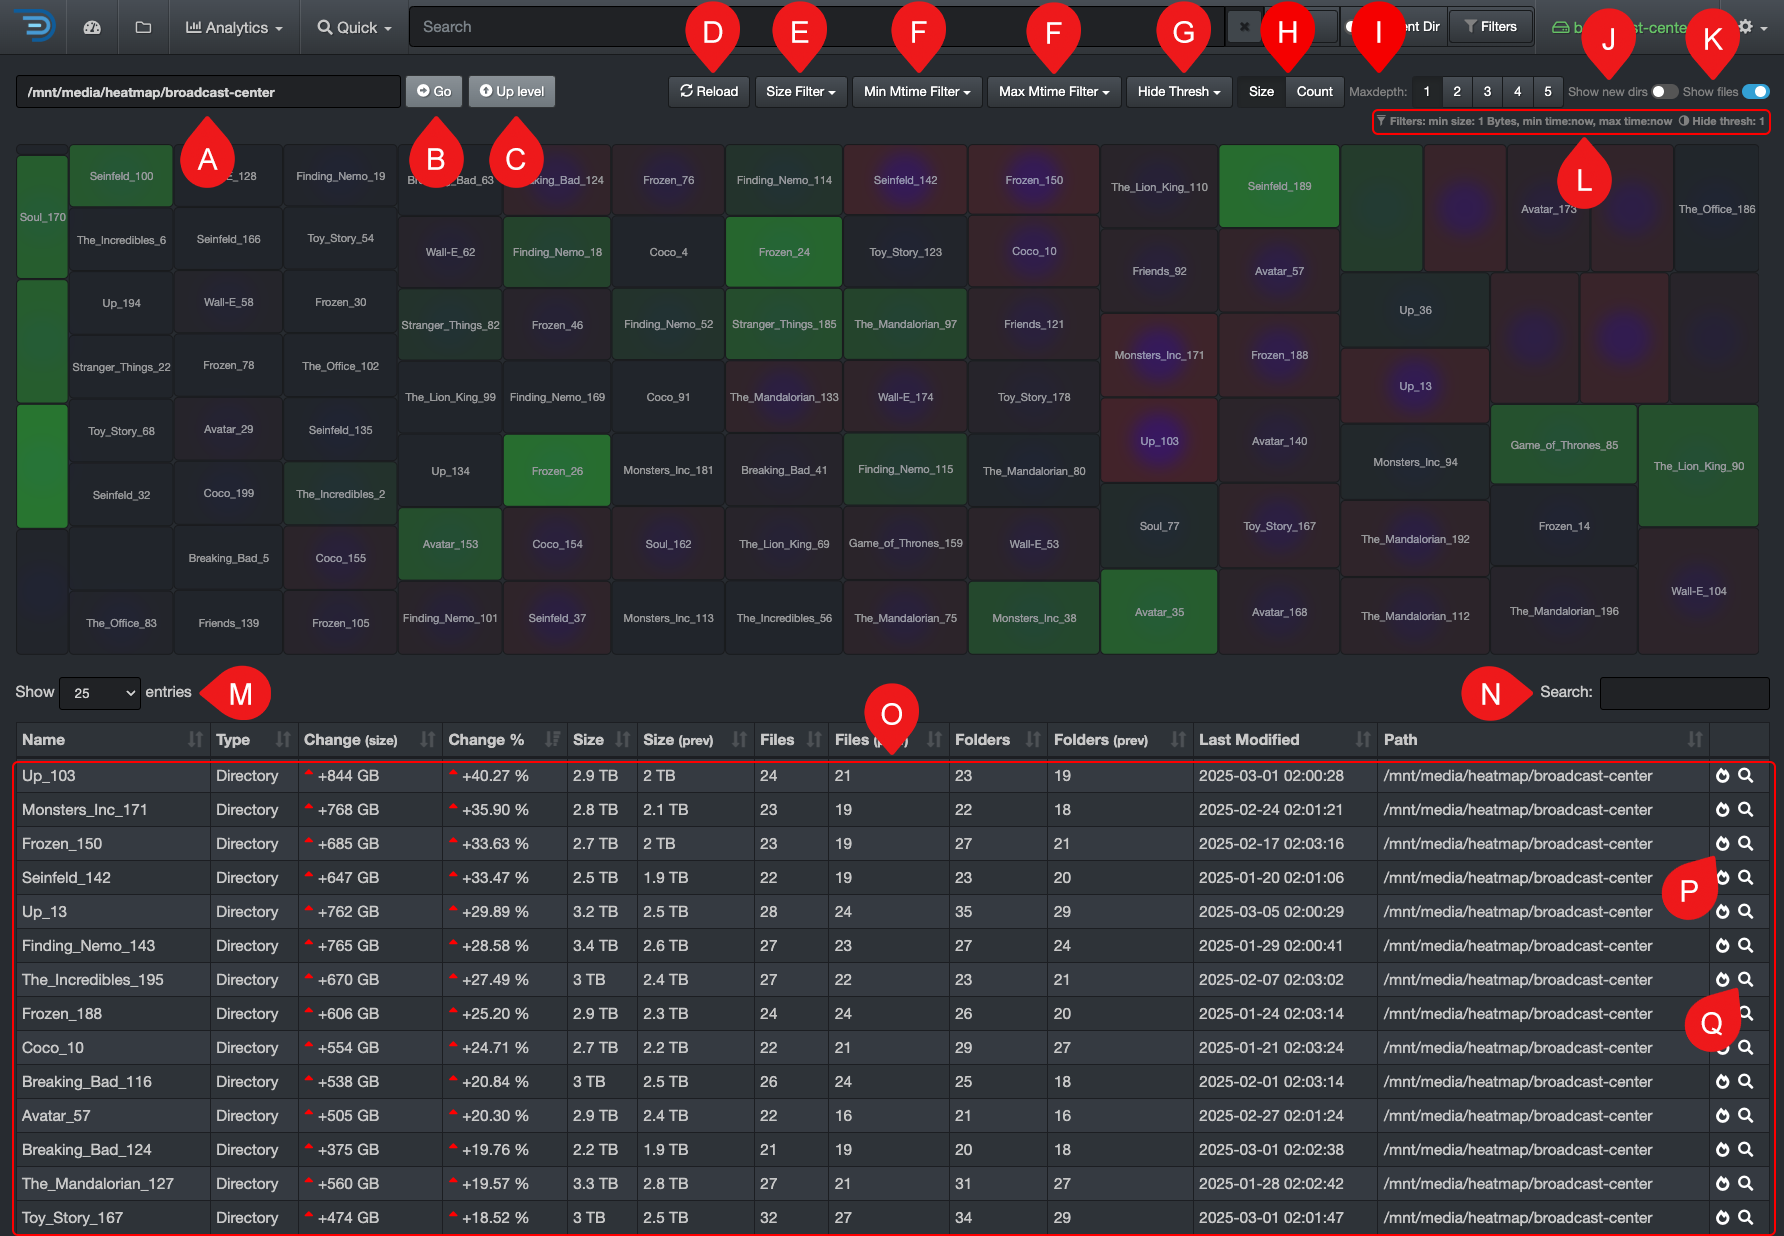 Analytics
Quick
Search
nt Dir
Filters
b
st-cente
D
E
F
F
G
H
I
J
K
/mnt/media/heatmap/broadcast-center
Go
Up level
Reload
Size Filter
Min Mtime Filter
Max Mtime Filter
Hide Thresh
Size
Count
Maxdepth:
1
2
3
4
5
Show new dirs
Show files
Filters: min size: 1 Bytes, min time:now, max time:now Hide thresh: 1
A
B
C
L
Soul_170
Seinfeld_100
The_Incredibles_6
Up_194
Stranger_Things_22
Toy_Story_68
Seinfeld_32
The_Office_83
E_128
Seinfeld_166
Wall-E_58
Frozen_78
Avatar_29
Coco_199
Breaking_Bad_5
Friends_139
Finding_Nemo_19
Toy_Story_54
Frozen_30
The_Office_102
Seinfeld_135
The_Incredibles_2
Coco_155
Frozen_105
Br
Bad_63
Wall-E_62
Stranger_Things_82
The_Lion_King_99
Up_134
Avatar_153
Finding_Nemo_101
king_Bad_124
Finding_Nemo_18
Frozen_46
Finding_Nemo_169
Frozen_26
Coco_154
Seinfeld_37
Frozen_76
Coco_4
Finding_Nemo_52
Coco_91
Monsters_Inc_181
Soul_162
Monsters_Inc_113
Finding_Nemo_114
Frozen_24
Stranger_Things_185
The_Mandalorian_133
Breaking_Bad_41
The_Lion_King_69
The_Incredibles_56
Seinfeld_142
Toy_Story_123
The_Mandalorian_97
Wall-E_174
Finding_Nemo_115
Game_of_Thrones_159
The_Mandalorian_75
Frozen_150
Coco_10
Friends_121
Toy_Story_178
The_Mandalorian_80
Wall-E_53
Monsters_Inc_38
The_Lion_King_110
Friends_92
Monsters_Inc_171
Up_103
Soul_77
Avatar_35
Seinfeld_189
Avatar_57
Frozen_188
Avatar_140
Toy_Story_167
Avatar_168
Avatar_173
The_Office_186
Up_36
Up_13
Monsters_Inc_94
The_Mandalorian_192
The_Mandalorian_112
Game_of_Thrones_85
Frozen_14
The_Mandalorian_196
The_Lion_King_90
Wall-E_104
Show 25 entries
M
N
Search:
O
Name Type Change (size) Change % Size Size (prev) Files Files (p Folders Folders (prev) Last Modified Path
Up_103 Directory +844 GB +40.27 % 2.9 TB 2 TB 24 21 23 19 2025-03-01 02:00:28 /mnt/media/heatmap/broadcast-center
Monsters_Inc_171 Directory +768 GB +35.90 % 2.8 TB 2.1 TB 23 19 22 18 2025-02-24 02:01:21 /mnt/media/heatmap/broadcast-center
Frozen_150 Directory +685 GB +33.63 % 2.7 TB 2 TB 23 19 27 21 2025-02-17 02:03:16 /mnt/media/heatmap/broadcast-center
Seinfeld_142 Directory +647 GB +33.47 % 2.5 TB 1.9 TB 22 19 23 20 2025-01-20 02:01:06 /mnt/media/heatmap/broadcast-center
P
Up_13 Directory +762 GB +29.89 % 3.2 TB 2.5 TB 28 24 35 29 2025-03-05 02:00:29 /mnt/media/heatmap/broadcast-center
Finding_Nemo_143 Directory +765 GB +28.58 % 3.4 TB 2.6 TB 27 23 27 24 2025-01-29 02:00:41 /mnt/media/heatmap/broadcast-center
The_Incredibles_195 Directory +670 GB +27.49 % 3 TB 2.4 TB 27 22 23 21 2025-02-07 02:03:02 /mnt/media/heatmap/broadcast-center
Frozen_188 Directory +606 GB +25.20 % 2.9 TB 2.3 TB 24 24 26 20 2025-01-24 02:03:14 /mnt/media/heatmap/broadcast-center
Q
Coco_10 Directory +554 GB +24.71 % 2.7 TB 2.2 TB 22 21 29 27 2025-01-21 02:03:24 /mnt/media/heatmap/broadcast-center
Breaking_Bad_116 Directory +538 GB +20.84 % 3 TB 2.5 TB 26 24 25 18 2025-02-01 02:03:14 /mnt/media/heatmap/broadcast-center
Avatar_57 Directory +505 GB +20.30 % 2.9 TB 2.4 TB 22 16 21 16 2025-02-27 02:01:24 /mnt/media/heatmap/broadcast-center
Breaking_Bad_124 Directory +375 GB +19.76 % 2.2 TB 1.9 TB 21 19 20 18 2025-03-01 02:02:38 /mnt/media/heatmap/broadcast-center
The_Mandalorian_127 Directory +560 GB +19.57 % 3.3 TB 2.8 TB 27 21 31 27 2025-01-28 02:02:42 /mnt/media/heatmap/broadcast-center
Toy_Story_167 Directory +474 GB +18.52 % 3 TB 2.5 TB 32 27 34 29 2025-03-01 02:01:47 /mnt/media/heatmap/broadcast-center